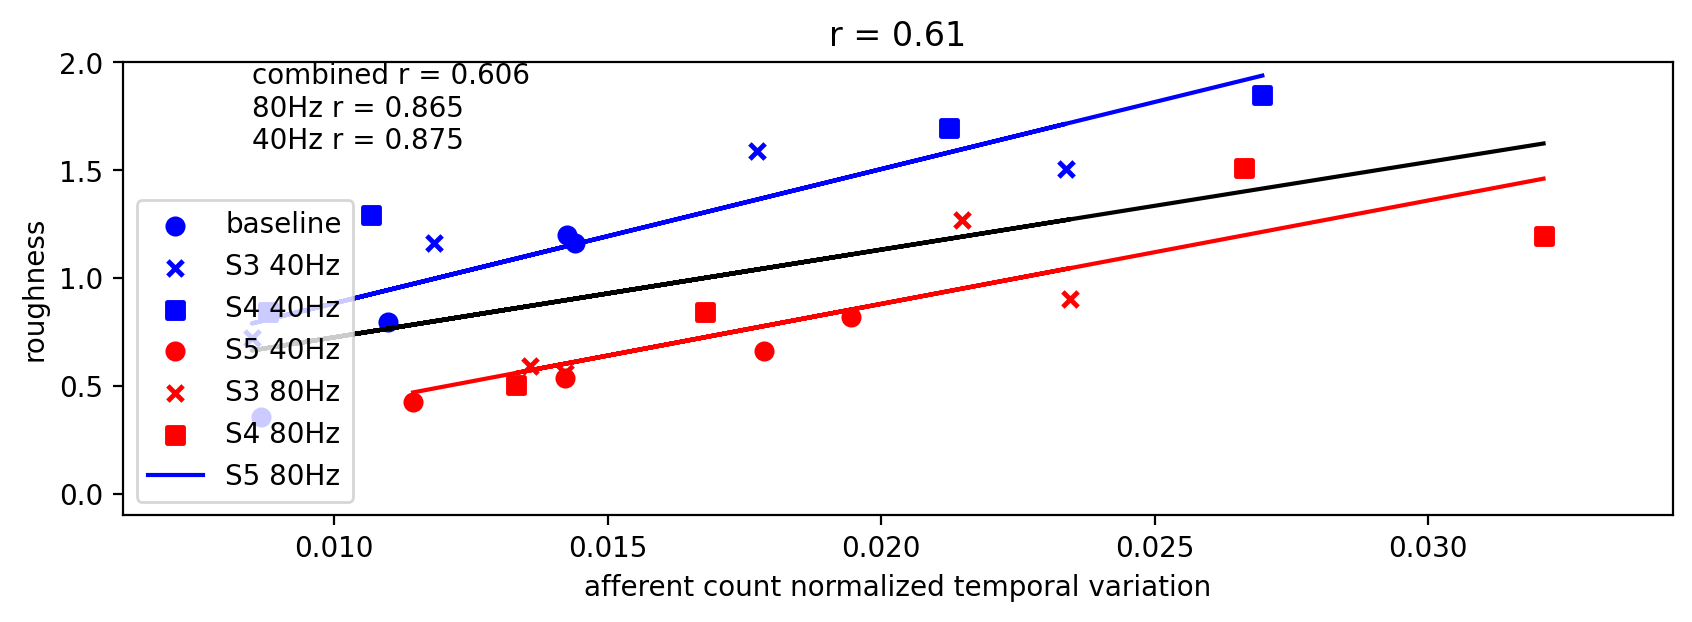 r = 0.61
combined r = 0.606
80Hz r = 0.865
40Hz r = 0.875
2.0
1.5
1.0
0.5
0.0
roughness
baseline
S3 40Hz
S4 40Hz
S5 40Hz
S3 80Hz
S4 80Hz
S5 80Hz
0.010 0.015 0.020 0.025 0.030
afferent count normalized temporal variation